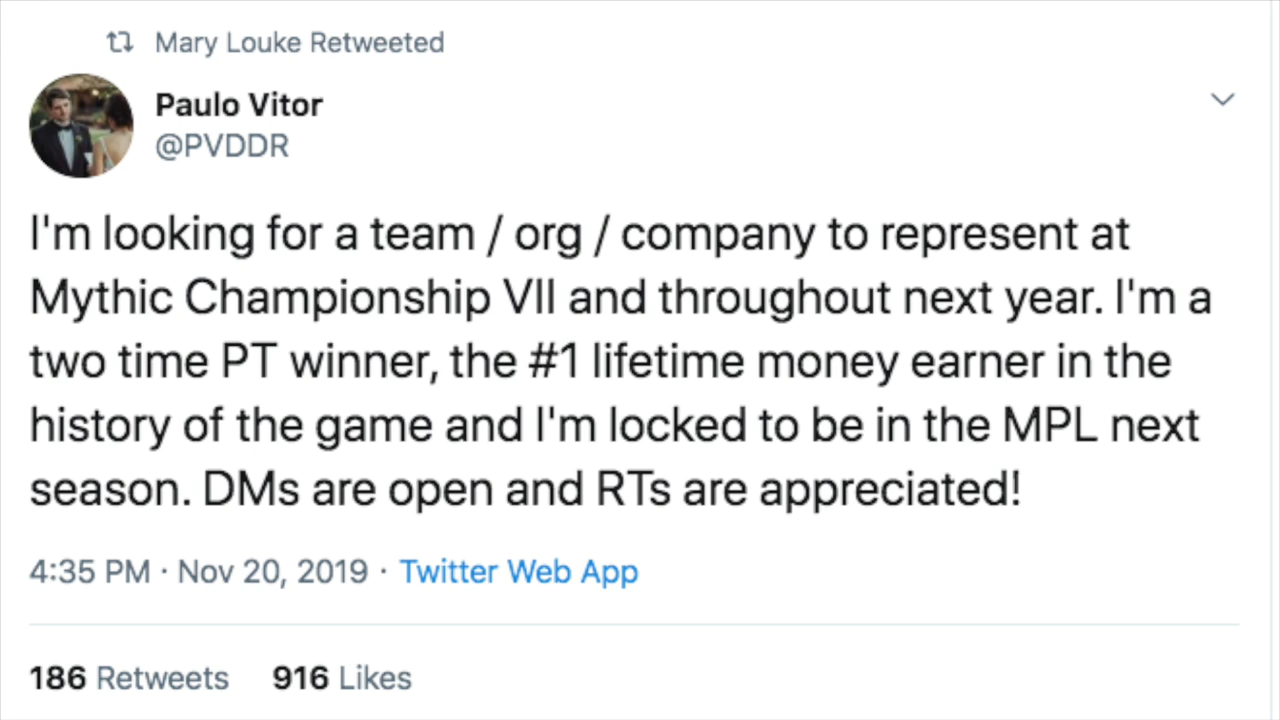 Mary Louke Retweeted
Paulo Vitor
@PVDDR
I'm looking for a team / org / company to represent at
Mythic Championship VII and throughout next year. I'm a
two time PT winner, the #1 lifetime money earner in the
history of the game and I'm locked to be in the MPL next
season. DMs are open and RTs are appreciated!
4:35 PM · Nov 20, 2019 · Twitter Web App
186 Retweets 916 Likes